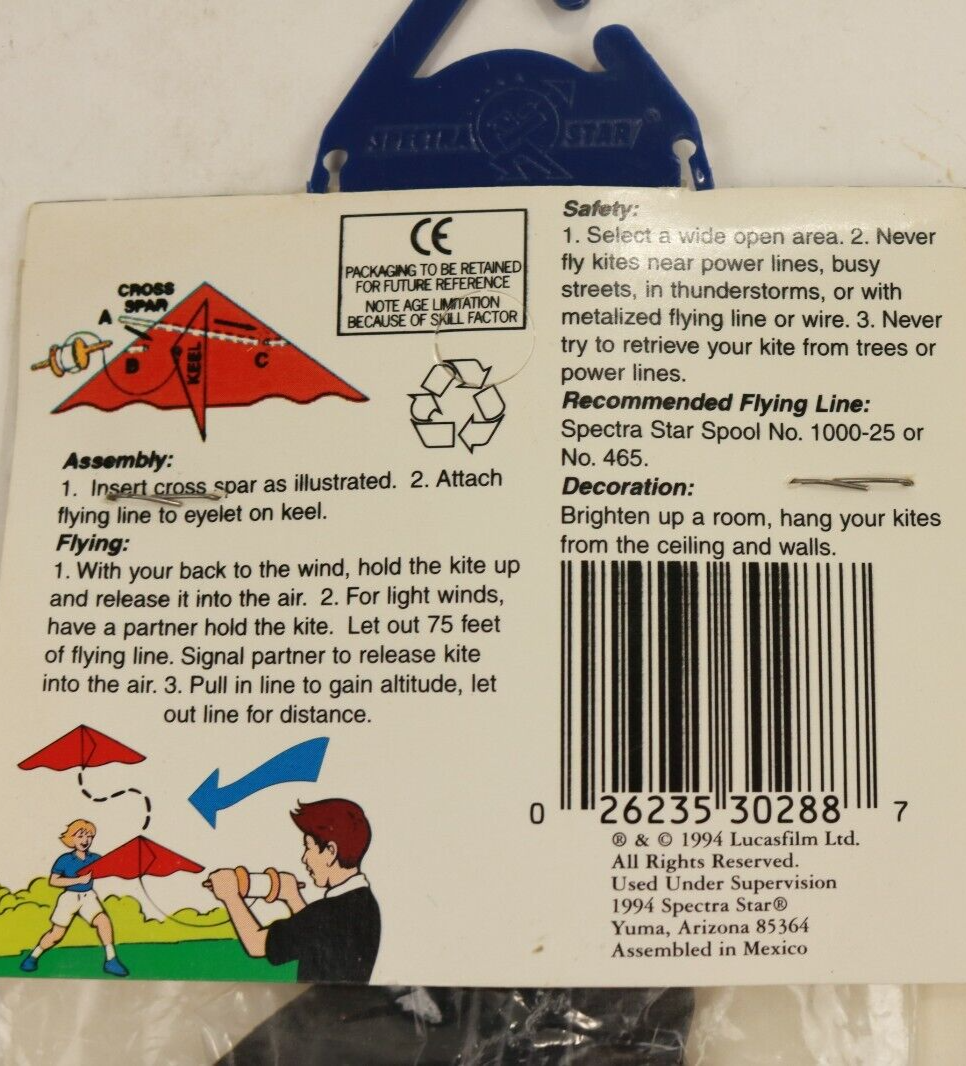 SPECTRA STAR®
CE
PACKAGING TO BE RETAINED
FOR FUTURE REFERENCE
NOTE AGE LIMITATION
BECAUSE OF SKILL FACTOR
CROSS
SPAR
A
B
KEEL
C
Assembly:
1. Insert cross spar as illustrated. 2. Attach
flying line to eyelet on keel.
Flying:
1. With your back to the wind, hold the kite up
and release it into the air. 2. For light winds,
have a partner hold the kite. Let out 75 feet
of flying line. Signal partner to release kite
into the air. 3. Pull in line to gain altitude, let
out line for distance.
Safety:
1. Select a wide open area. 2. Never
fly kites near power lines, busy
streets, in thunderstorms, or with
metalized flying line or wire. 3. Never
try to retrieve your kite from trees or
power lines.
Recommended Flying Line:
Spectra Star Spool No. 1000-25 or
No. 465.
Decoration:
Brighten up a room, hang your kites
from the ceiling and walls.
0 26235 30288 7
® & © 1994 Lucasfilm Ltd.
All Rights Reserved.
Used Under Supervision
1994 Spectra Star®
Yuma, Arizona 85364
Assembled in Mexico